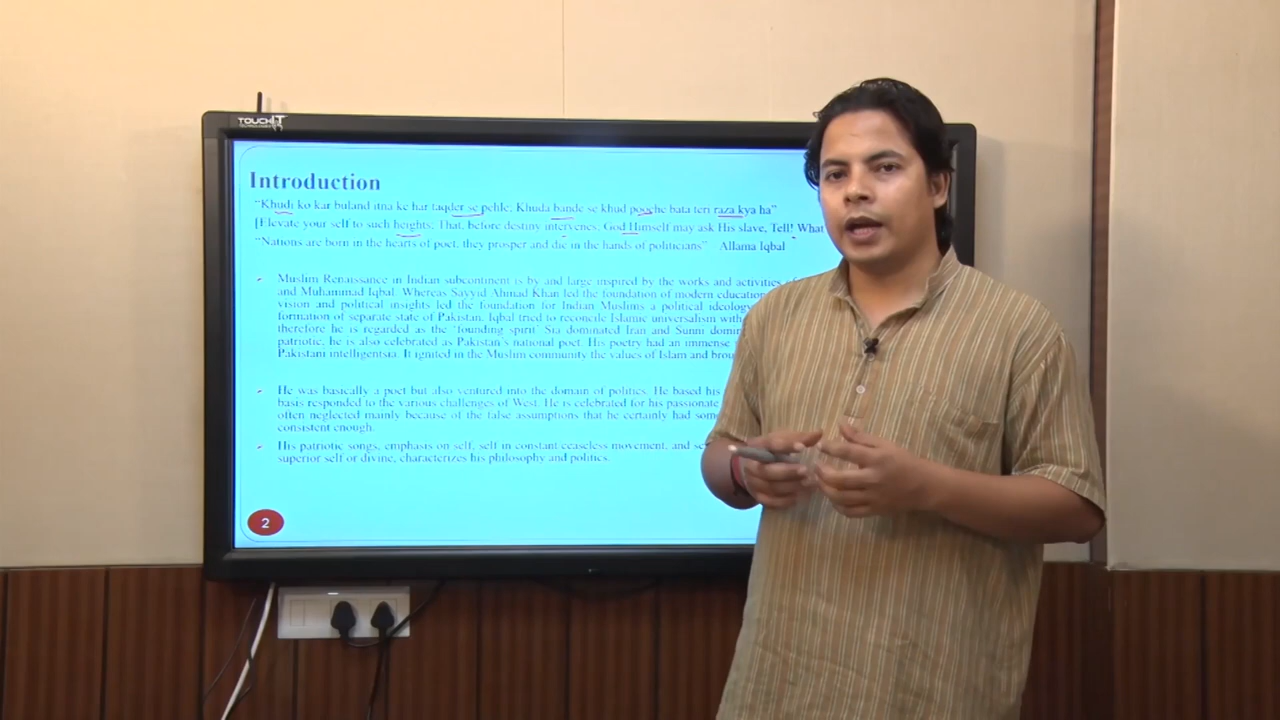 TOUCHIT
TECHNOLOGIES
Introduction
“Khudi ko kar buland itna ke har taqder se pehle, Khuda bande se khud pooche bata teri raza kya ha”
[Elevate your self to such heights; That, before destiny intervenes, God Himself may ask His slave, Tell! What
“Nations are born in the hearts of poet, they prosper and die in the hands of politicians” Allama Iqbal
Muslim Renaissance in Indian subcontinent is by and large inspired by the works and activities
and Muhammad Iqbal. Whereas Sayyid Ahmad Khan led the foundation of modern education
vision and political insights led the foundation for Indian Muslims a political ideology
formation of separate state of Pakistan. Iqbal tried to reconcile Islamic universalism with
therefore he is regarded as the ‘founding spirit’ Sia dominated Iran and Sunni
patriotic, he is also celebrated as Pakistan’s national poet. His poetry had an immense
Pakistani intelligentsia. It ignited in the Muslim community the values of Islam and
He was basically a poet but also ventured into the domain of politics. He based his
basis responded to the various challenges of West. He is celebrated for his passionate
often neglected mainly because of the false assumptions that he certainly had
consistent enough.
His patriotic songs, emphasis on self, self in constant ceaseless movement, and
superior self or divine, characterizes his philosophy and politics.
2